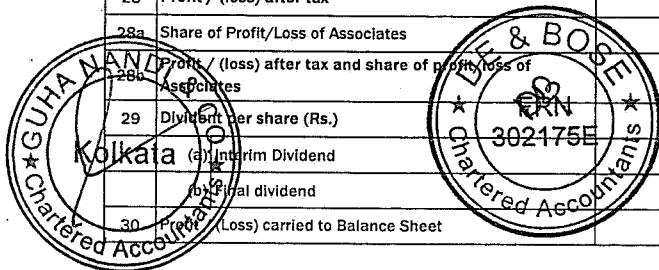 28 Profit / (loss) after tax
28a Share of Profit/Loss of Associates
28b Profit / (loss) after tax and share of profit/loss of
Associates
29 Dividend per share (Rs.)
(a) Interim Dividend
(b) Final dividend
30 Profit / (Loss) carried to Balance Sheet
GUHA NANDI & CO
Kolkata
Chartered Accountants
DE & BOSE
FRN
302175E
Chartered Accountants